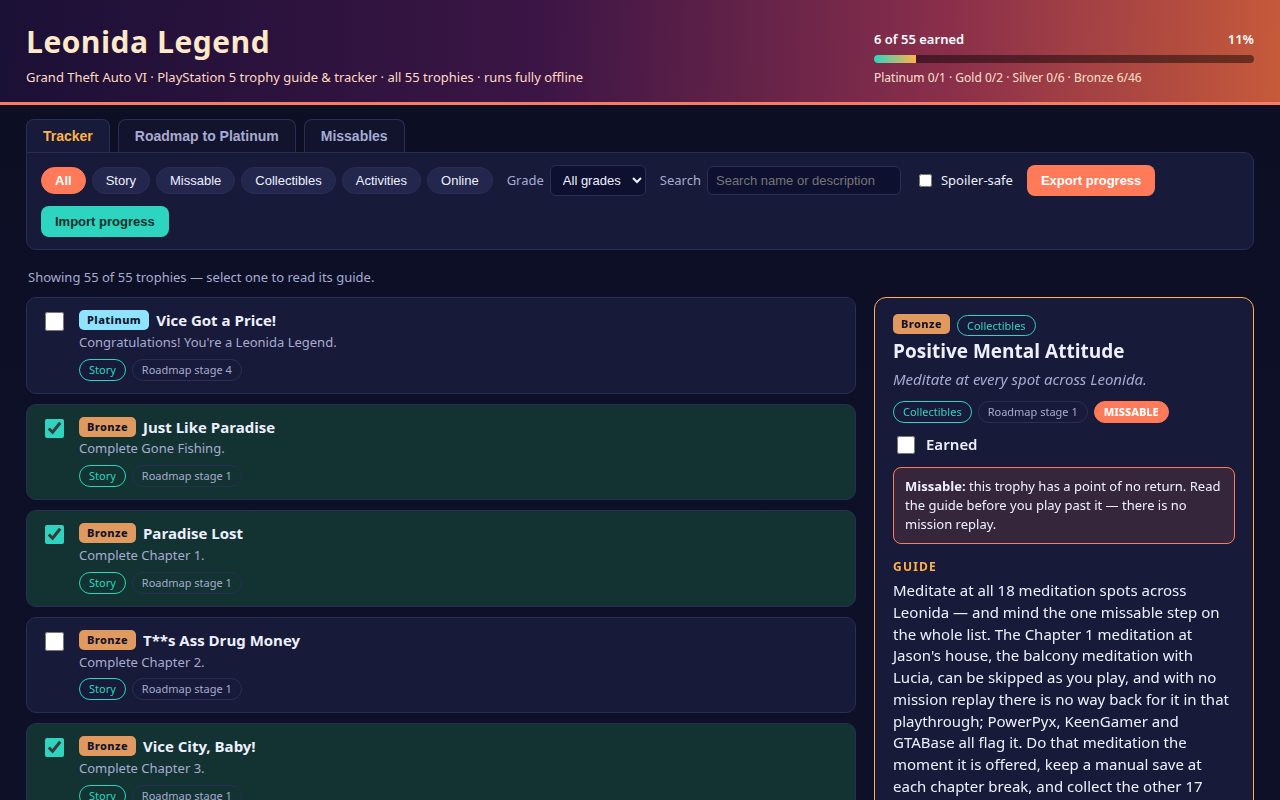 Leonida Legend
Grand Theft Auto VI · PlayStation 5 trophy guide & tracker · all 55 trophies · runs fully offline
6 of 55 earned 11%
Platinum 0/1 · Gold 0/2 · Silver 0/6 · Bronze 6/46
Tracker Roadmap to Platinum Missables
All Story Missable Collectibles Activities Online Grade All grades Search Search name or description Spoiler-safe Export progress
Import progress
Showing 55 of 55 trophies — select one to read its guide.
Platinum Vice Got a Price!
Congratulations! You're a Leonida Legend.
Story Roadmap stage 4
Bronze Just Like Paradise
Complete Gone Fishing.
Story Roadmap stage 1
Bronze Paradise Lost
Complete Chapter 1.
Story Roadmap stage 1
Bronze T**s Ass Drug Money
Complete Chapter 2.
Story Roadmap stage 1
Bronze Vice City, Baby!
Complete Chapter 3.
Story Roadmap stage 1
Bronze Collectibles
Positive Mental Attitude
Meditate at every spot across Leonida.
Collectibles Roadmap stage 1 MISSABLE
Earned
Missable: this trophy has a point of no return. Read
the guide before you play past it — there is no
mission replay.
GUIDE
Meditate at all 18 meditation spots across
Leonida — and mind the one missable step on
the whole list. The Chapter 1 meditation at
Jason's house, the balcony meditation with
Lucia, can be skipped as you play, and with no
mission replay there is no way back for it in that
playthrough; PowerPyx, KeenGamer and
GTABase all flag it. Do that meditation the
moment it is offered, keep a manual save at
each chapter break, and collect the other 17